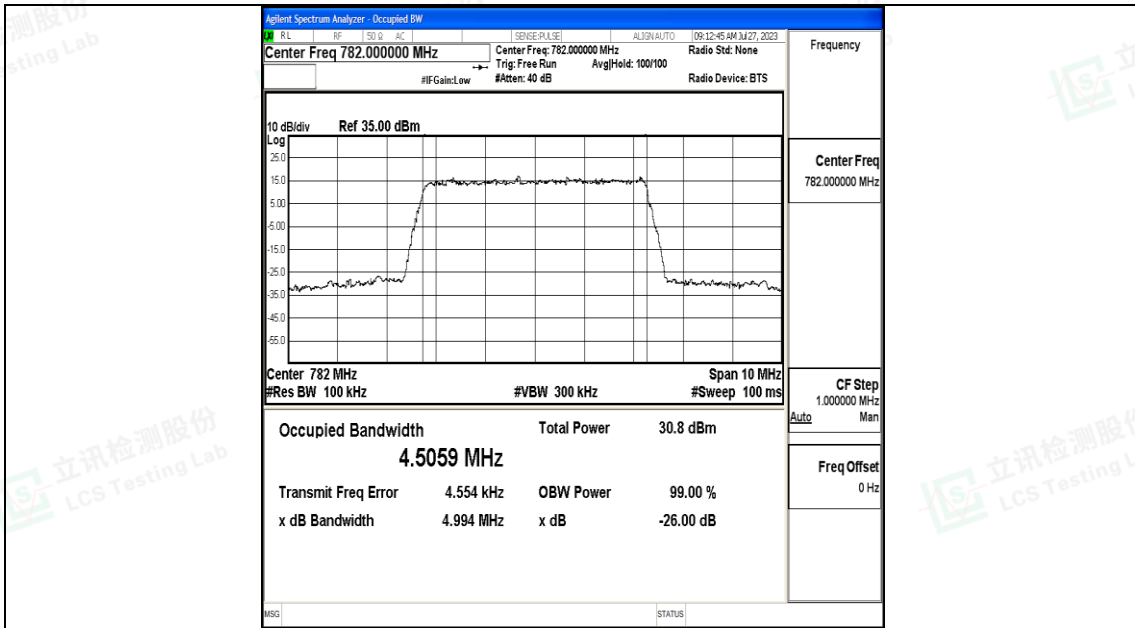 Agilent Spectrum Analyzer - Occupied BW
RL RF 50 Ω AC SENSE:PULSE ALIGN AUTO 09:12:45 AM Jul 27, 2023
Center Freq 782.000000 MHz
Center Freq: 782.000000 MHz Radio Std: None
Trig: Free Run Avg|Hold: 100/100
#IFGain:Low #Atten: 40 dB Radio Device: BTS
10 dB/div Ref 35.00 dBm
Log
25.0
15.0
5.00
-5.00
-15.0
-25.0
-35.0
-45.0
-55.0
Center 782 MHz Span 10 MHz
#Res BW 100 kHz #VBW 300 kHz #Sweep 100 ms
Occupied Bandwidth Total Power 30.8 dBm
4.5059 MHz
Transmit Freq Error 4.554 kHz OBW Power 99.00 %
x dB Bandwidth 4.994 MHz x dB -26.00 dB
MSG STATUS
Frequency
Center Freq
782.000000 MHz
CF Step
1.000000 MHz
Auto Man
Freq Offset
0 Hz
立讯检测股份
LCS Testing Lab
立讯检测股份
LCS Testing L
测股份
esting Lab